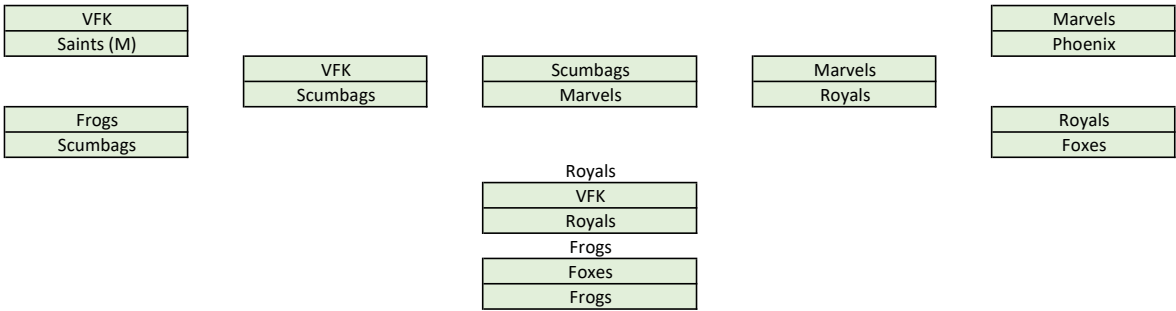 VFK
Saints (M)
Marvels
Phoenix
VFK
Scumbags
Scumbags
Marvels
Marvels
Royals
Frogs
Scumbags
Royals
Foxes
Royals
VFK
Royals
Frogs
Foxes
Frogs